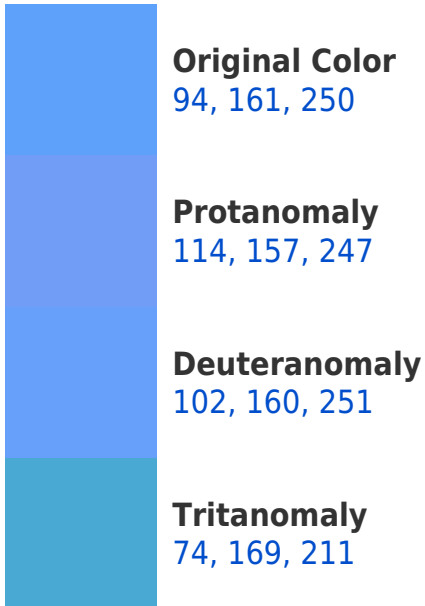 Original Color
94, 161, 250
Protanomaly
114, 157, 247
Deuteranomaly
102, 160, 251
Tritanomaly
74, 169, 211